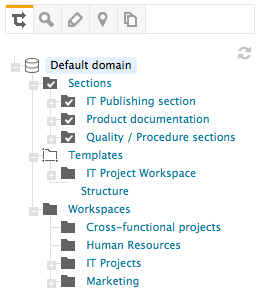 Default domain
Sections
IT Publishing section
Product documentation
Quality / Procedure sections
Templates
IT Project Workspace
Structure
Workspaces
Cross-functional projects
Human Resources
IT Projects
Marketing